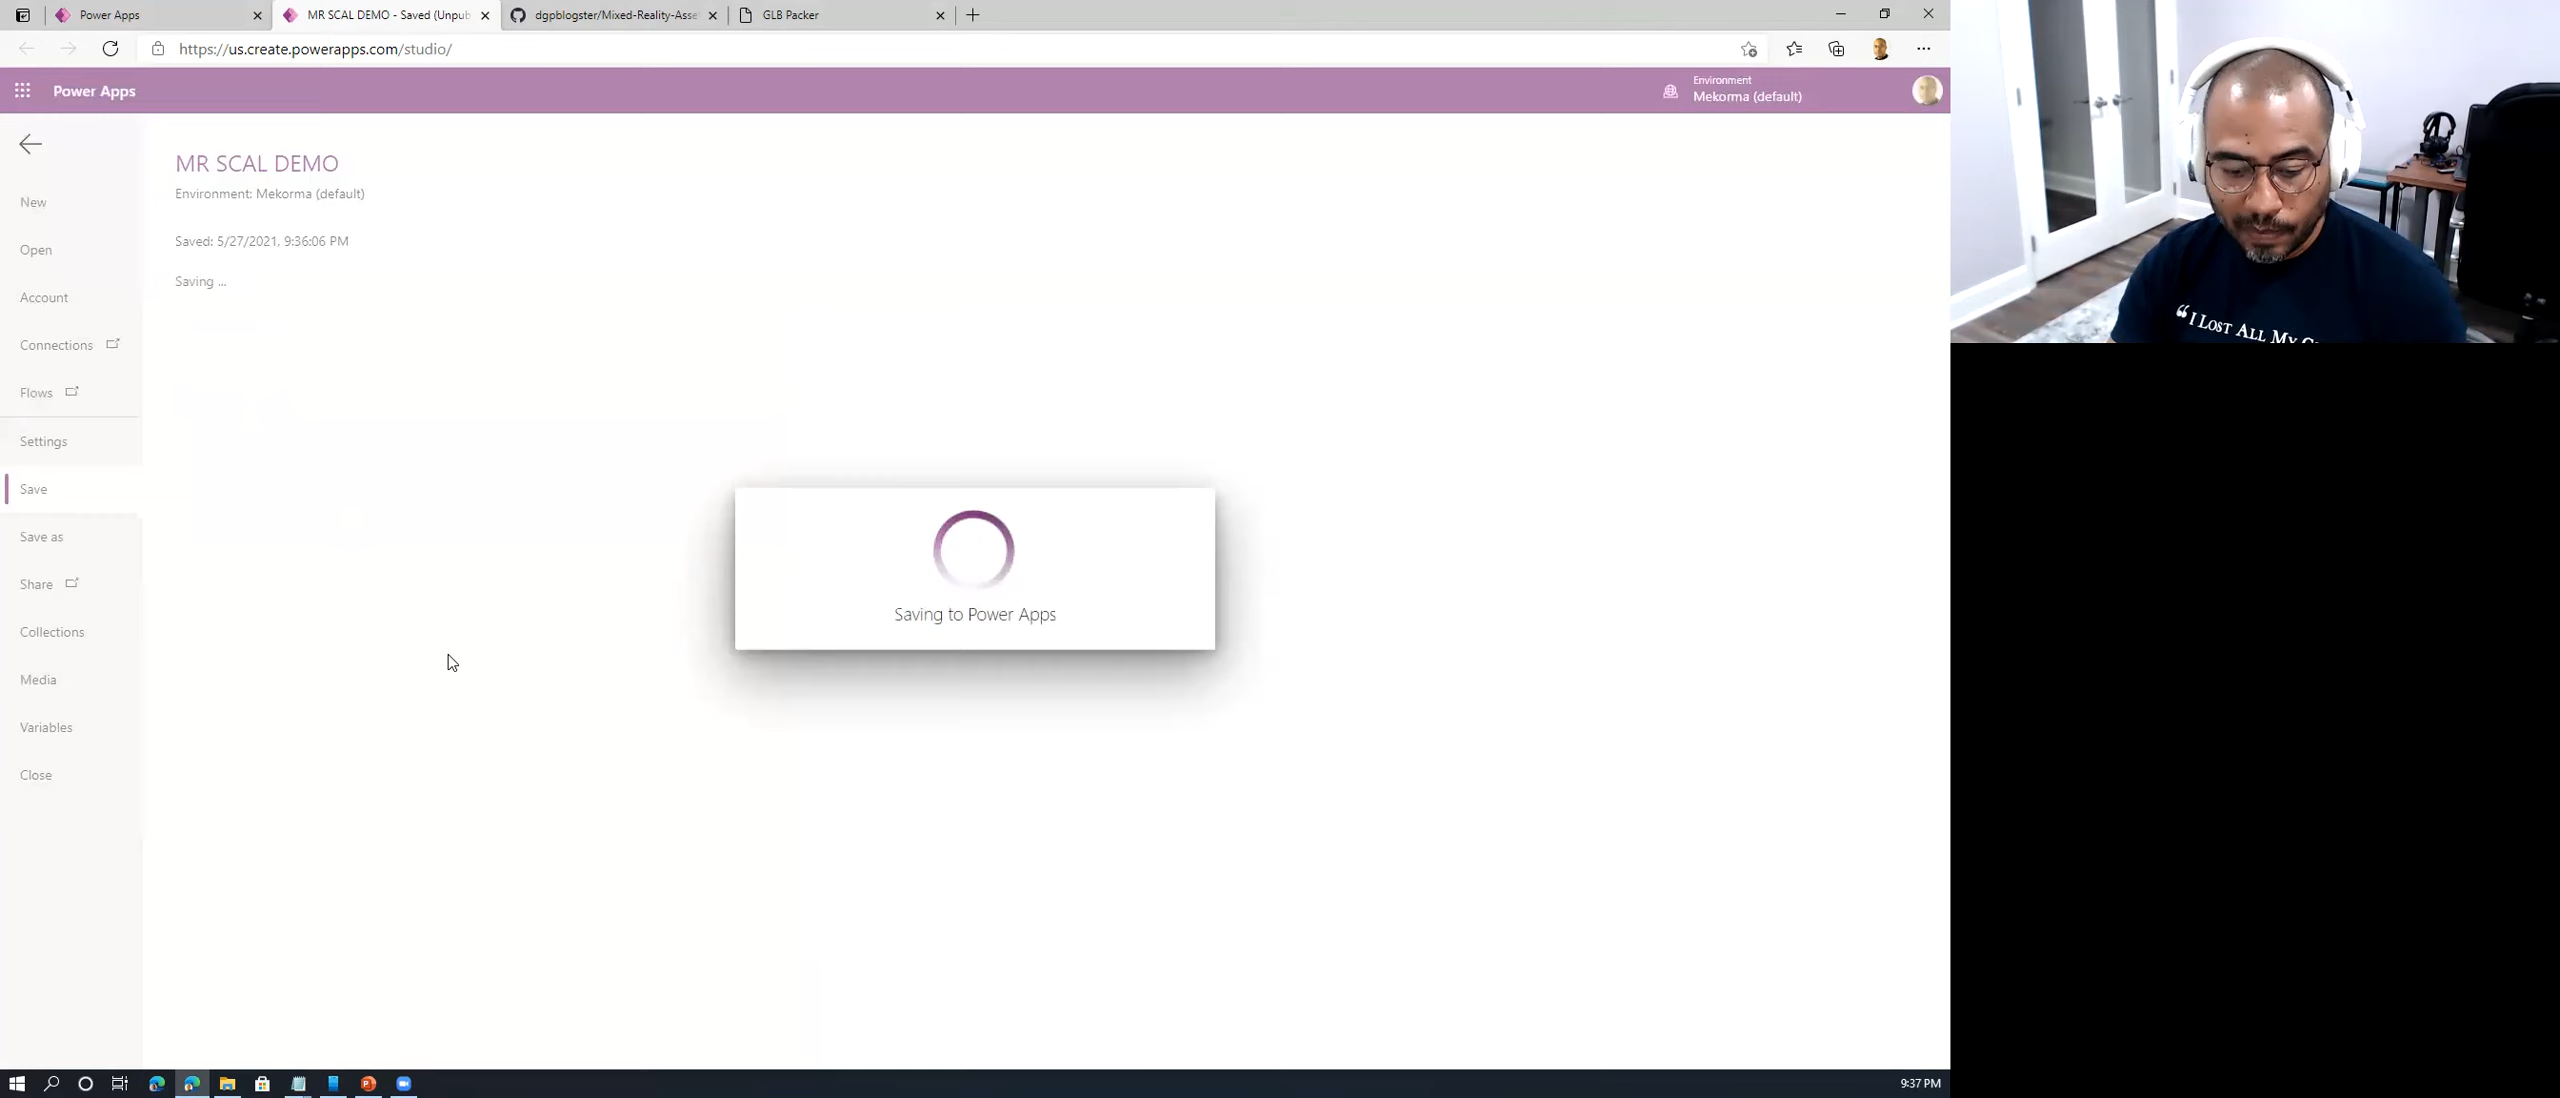 Power Apps
MR SCAL DEMO - Saved (Unpub
dgpblogster/Mixed-Reality-Asse
GLB Packer
https://us.create.powerapps.com/studio/
Power Apps
Environment
Mekorma (default)
MR SCAL DEMO
Environment: Mekorma (default)
Saved: 5/27/2021, 9:36:06 PM
Saving ...
New
Open
Account
Connections
Flows
Settings
Save
Save as
Share
Collections
Media
Variables
Close
Saving to Power Apps
9:37 PM
“I LOST ALL MY